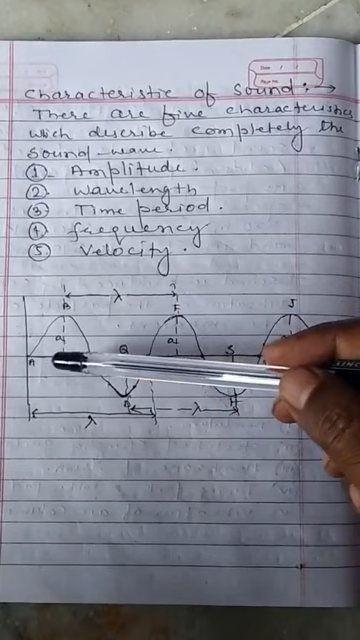 characteristic of sound :→
There are five characteristics
wich describe completely the
sound-wave.
① Amplitude.
② wavelength
③ Time period.
④ frequency
⑤ Velocity.
λ
B F J
a a a
A Q S
D H
λ λ